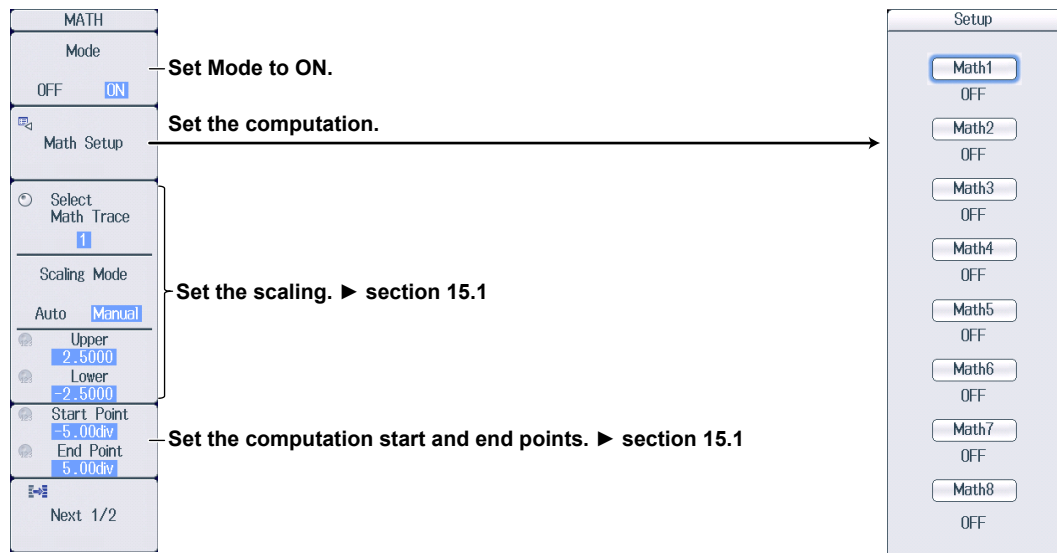 MATH
Mode
OFF ON
Set Mode to ON.
Math Setup
Set the computation.
Select
Math Trace
1
Scaling Mode
Auto Manual
Upper
2.5000
Lower
-2.5000
Set the scaling. ► section 15.1
Start Point
-5.00div
End Point
5.00div
Set the computation start and end points. ► section 15.1
Next 1/2
Setup
Math1
OFF
Math2
OFF
Math3
OFF
Math4
OFF
Math5
OFF
Math6
OFF
Math7
OFF
Math8
OFF